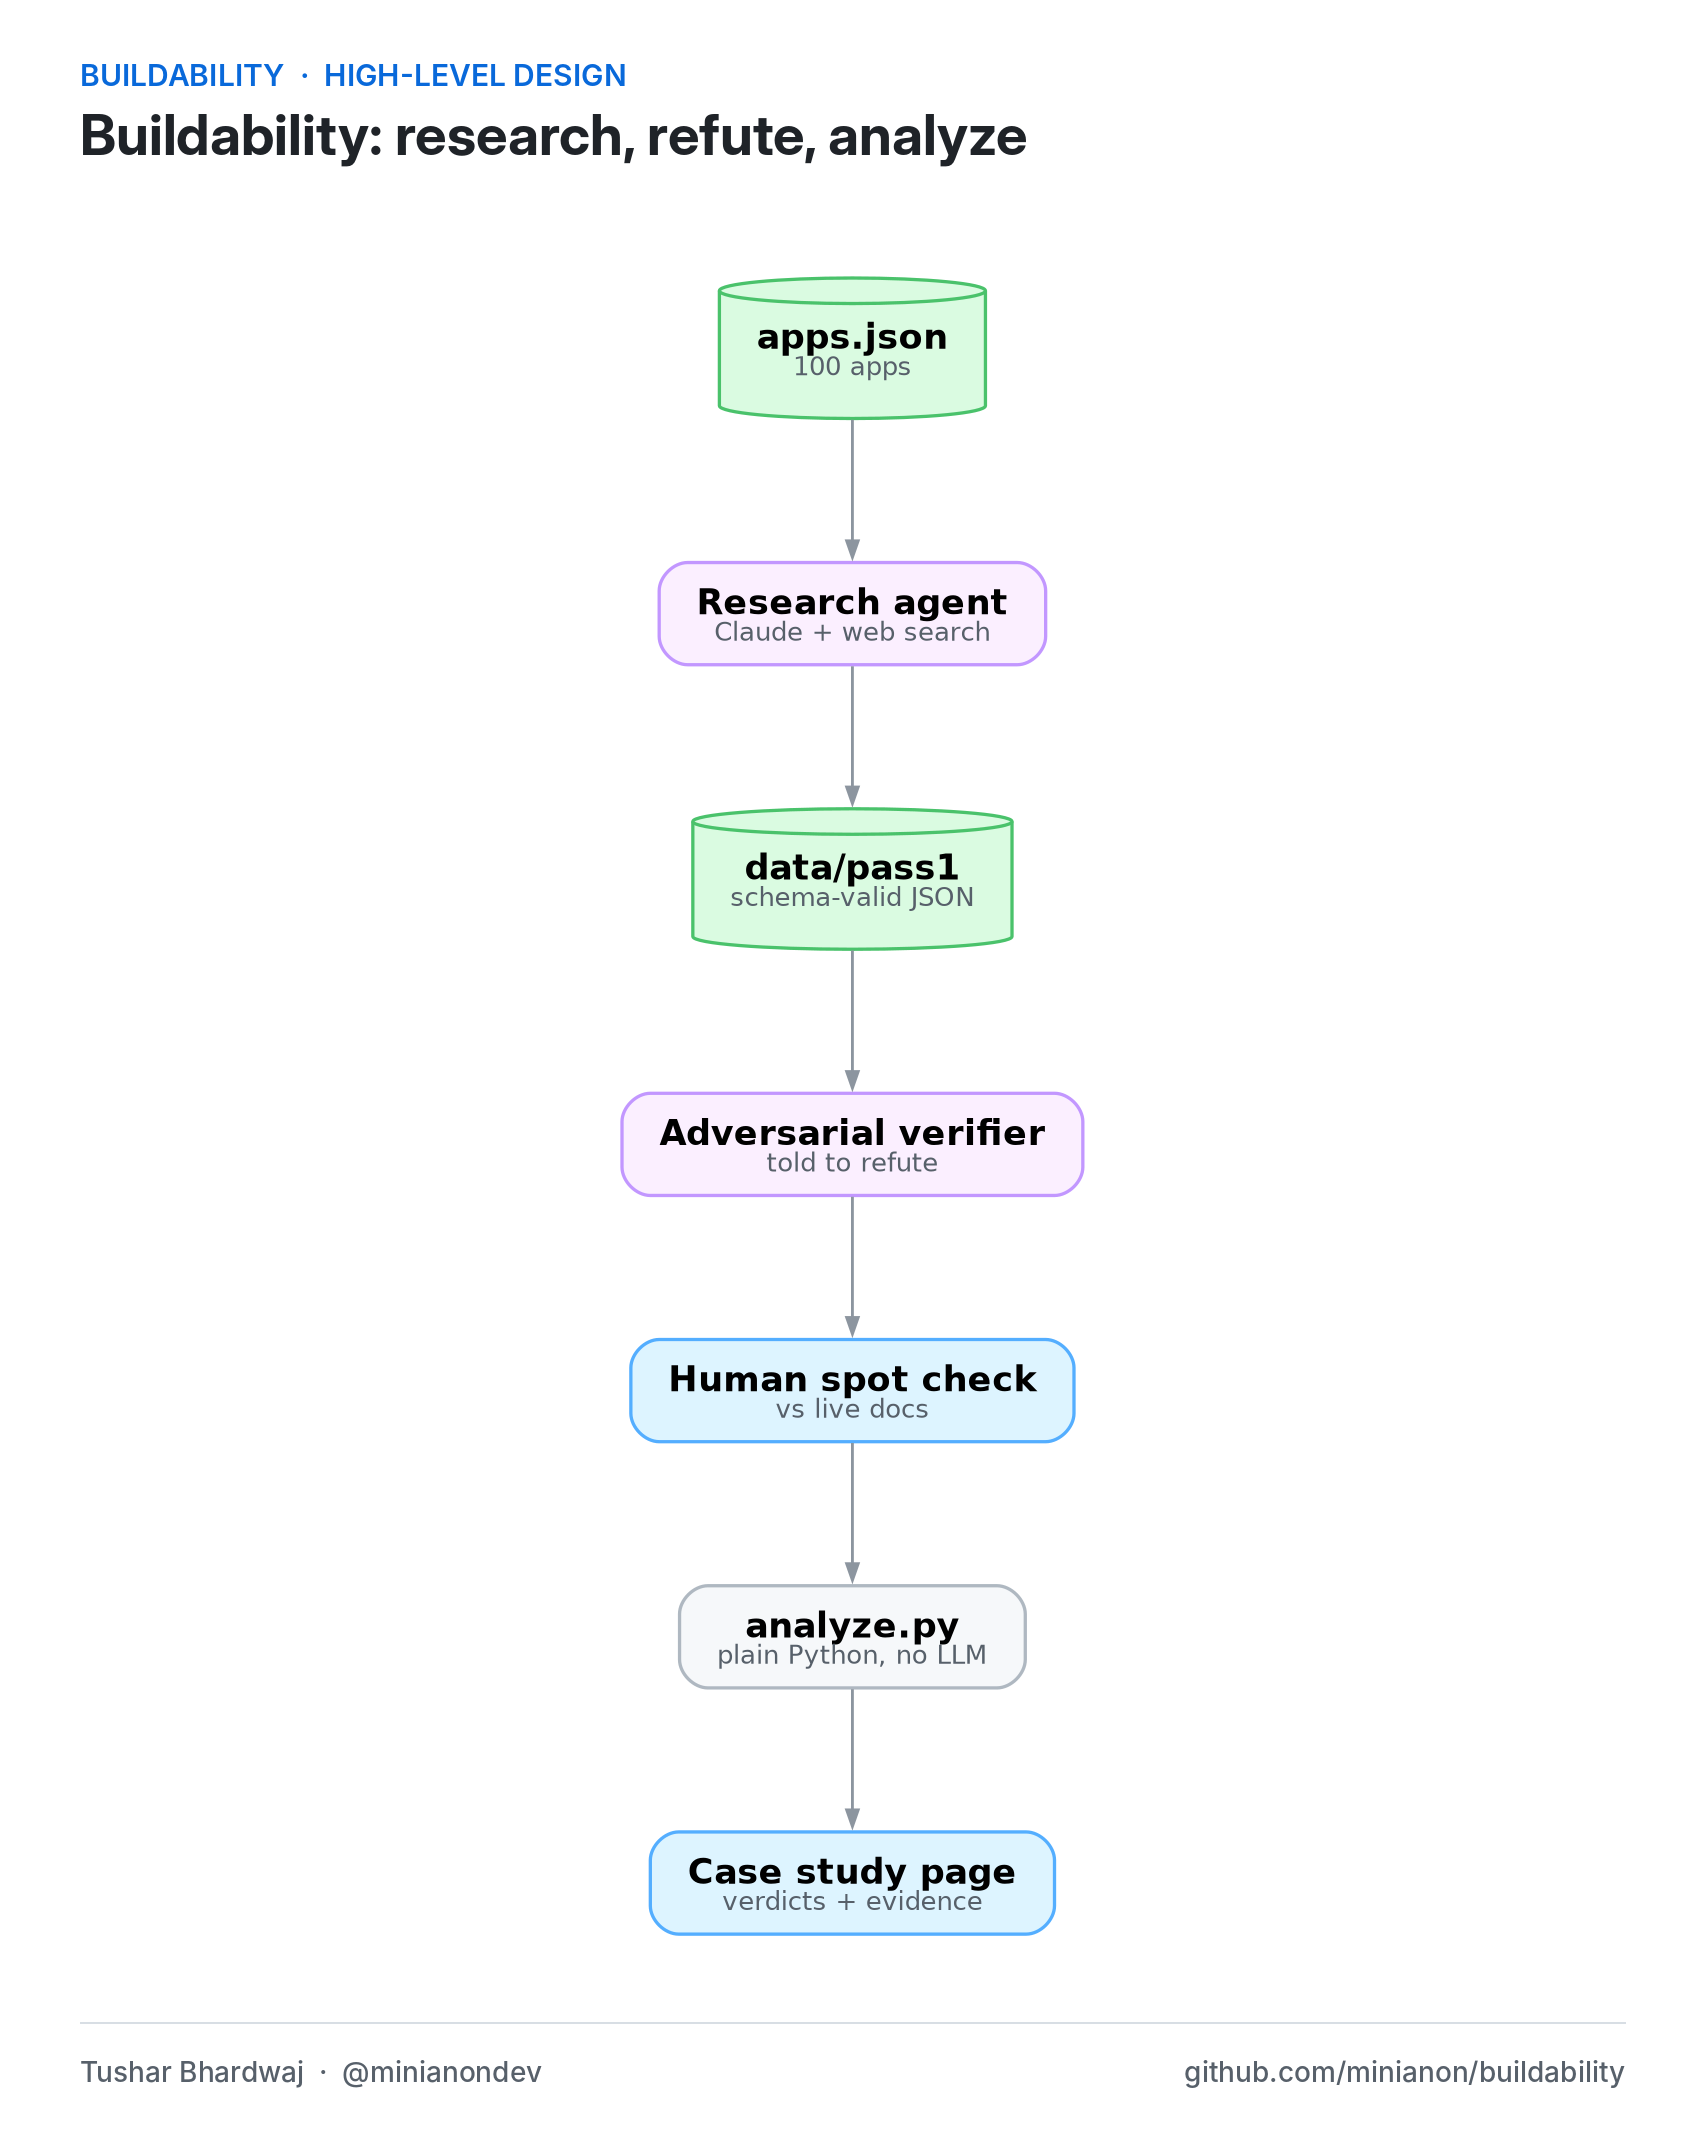 BUILDABILITY · HIGH-LEVEL DESIGN
Buildability: research, refute, analyze
apps.json
100 apps
Research agent
Claude + web search
data/pass1
schema-valid JSON
Adversarial verifier
told to refute
Human spot check
vs live docs
analyze.py
plain Python, no LLM
Case study page
verdicts + evidence
Tushar Bhardwaj · @minianondev
github.com/minianon/buildability